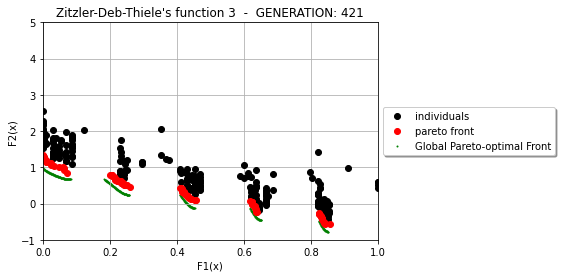 Zitzler-Deb-Thiele's function 3 - GENERATION: 421
5
4
3
2
1
0
−1
F2(x)
0.0 0.2 0.4 0.6 0.8 1.0
F1(x)
individuals
pareto front
Global Pareto-optimal Front